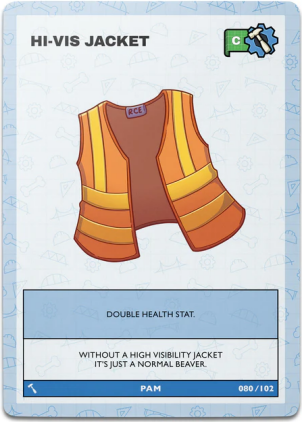 HI-VIS JACKET
C
RCE
DOUBLE HEALTH STAT.
WITHOUT A HIGH VISIBILITY JACKET
IT'S JUST A NORMAL BEAVER.
PAM
080/102